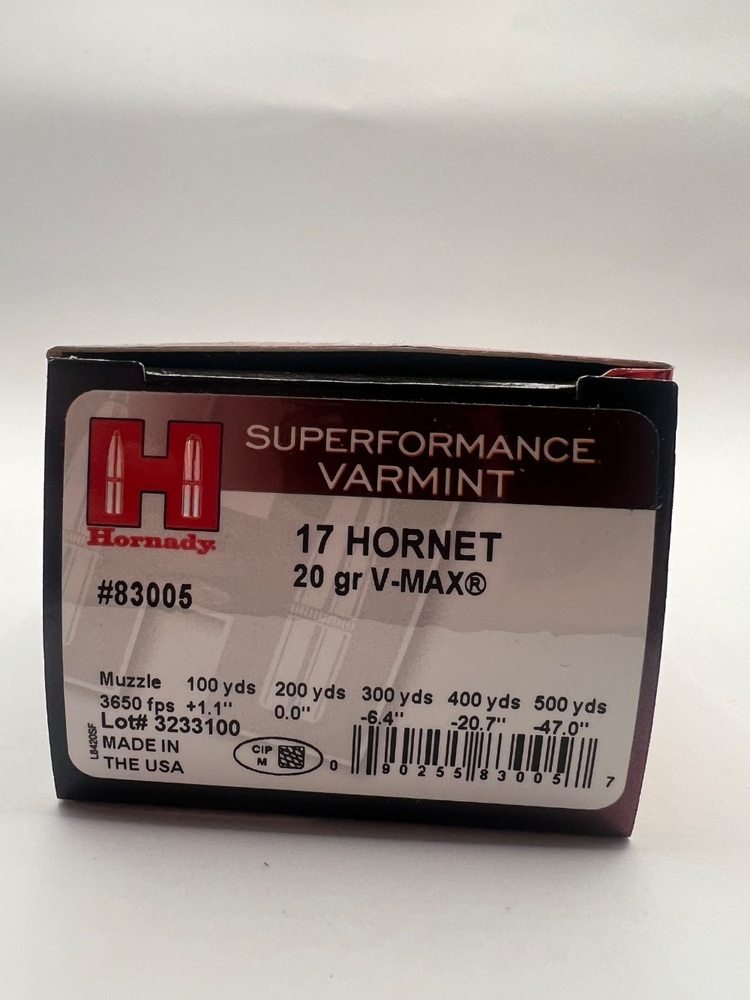 SUPERFORMANCE
VARMINT
Hornady
17 HORNET
20 gr V-MAX®
#83005
Muzzle 100 yds 200 yds 300 yds 400 yds 500 yds
3650 fps +1.1" 0.0" -6.4" -20.7" -47.0"
Lot# 3233100
MADE IN
THE USA
L8420SF
CIP
M
0 90255 83005 7